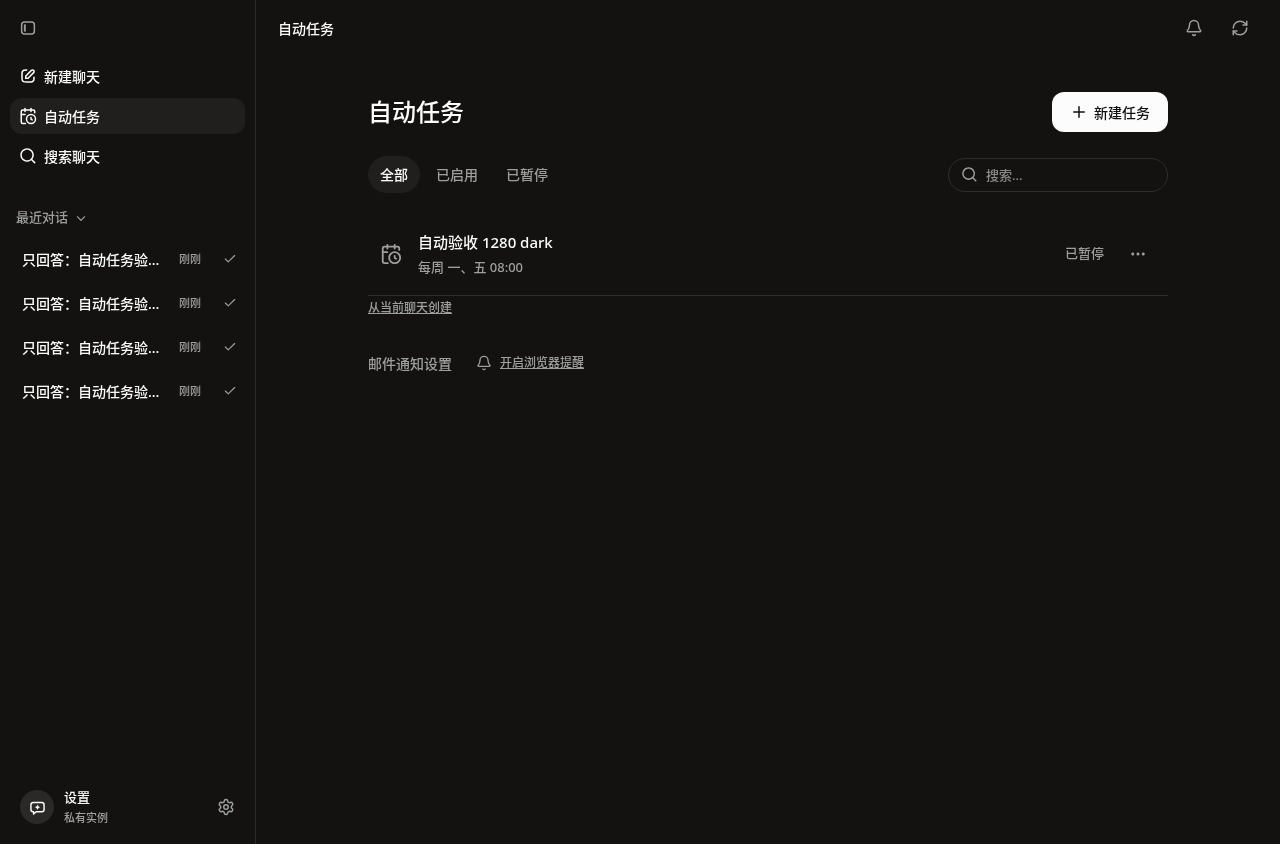 自动任务
新建聊天
自动任务
搜索聊天
最近对话
只回答：自动任务验... 刚刚
只回答：自动任务验... 刚刚
只回答：自动任务验... 刚刚
只回答：自动任务验... 刚刚
设置
私有实例
自动任务
新建任务
全部 已启用 已暂停
搜索...
自动验收 1280 dark
每周 一、五 08:00
已暂停
从当前聊天创建
邮件通知设置 开启浏览器提醒